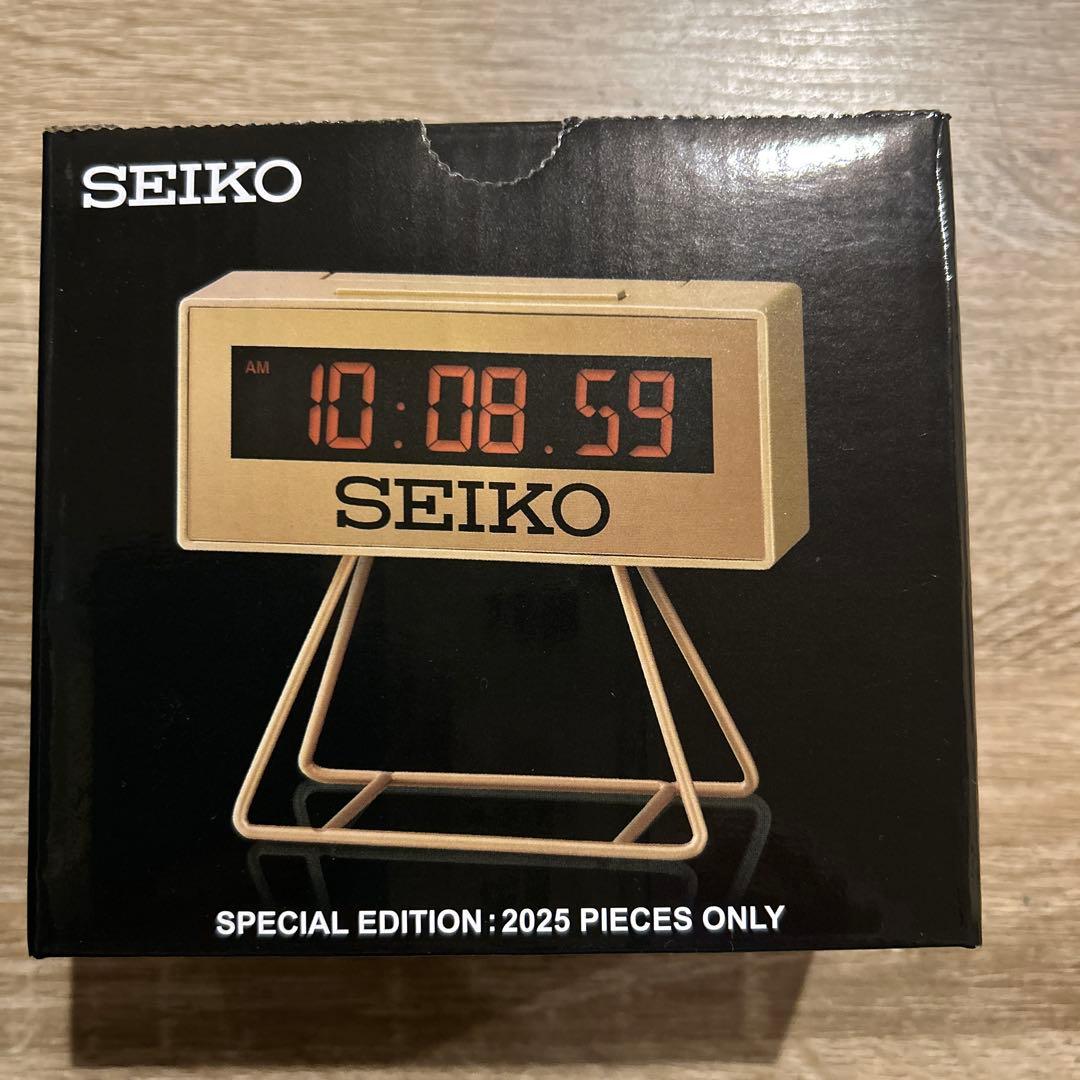 SEIKO
AM
10:08.59
SEIKO
SPECIAL EDITION: 2025 PIECES ONLY